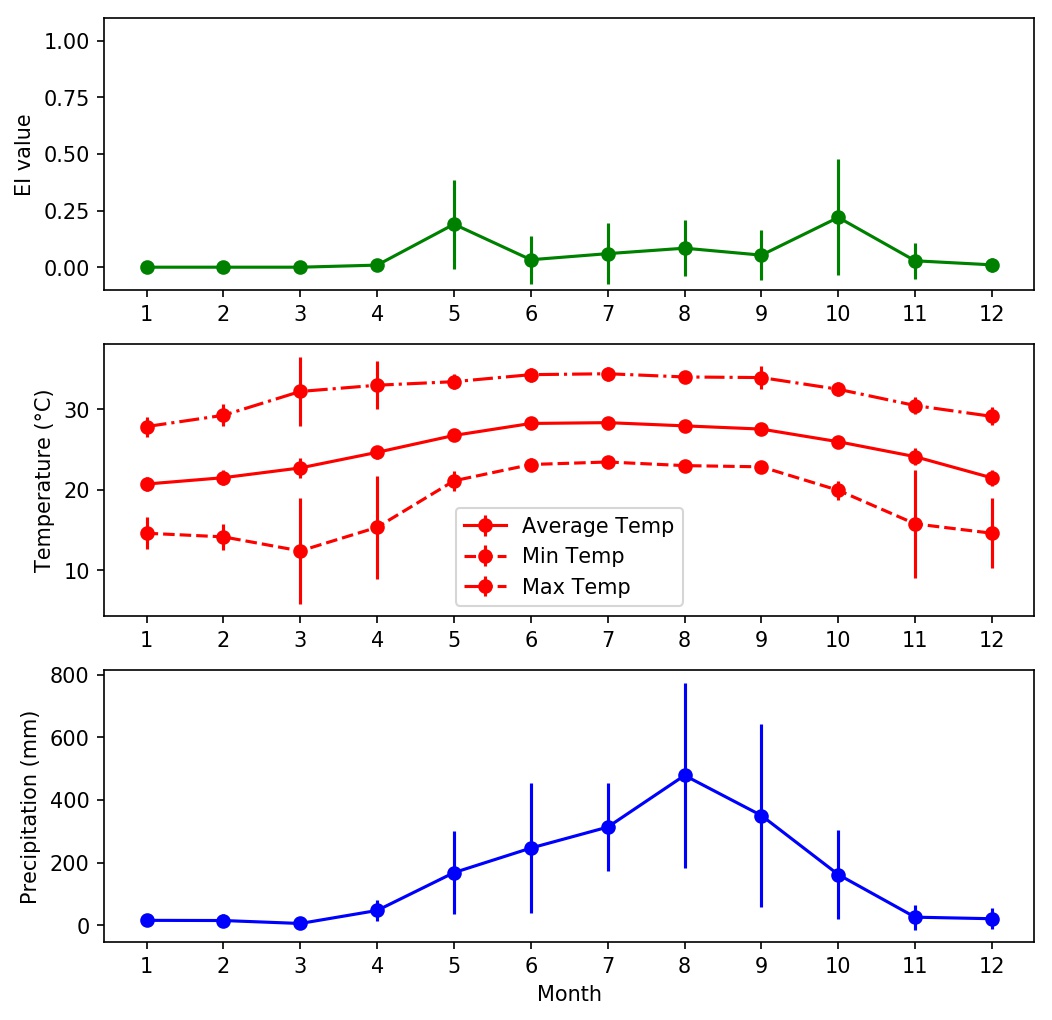 EI value
1.00
0.75
0.50
0.25
0.00
1 2 3 4 5 6 7 8 9 10 11 12
Temperature (°C)
30
20
10
Average Temp
Min Temp
Max Temp
1 2 3 4 5 6 7 8 9 10 11 12
Precipitation (mm)
800
600
400
200
0
1 2 3 4 5 6 7 8 9 10 11 12
Month